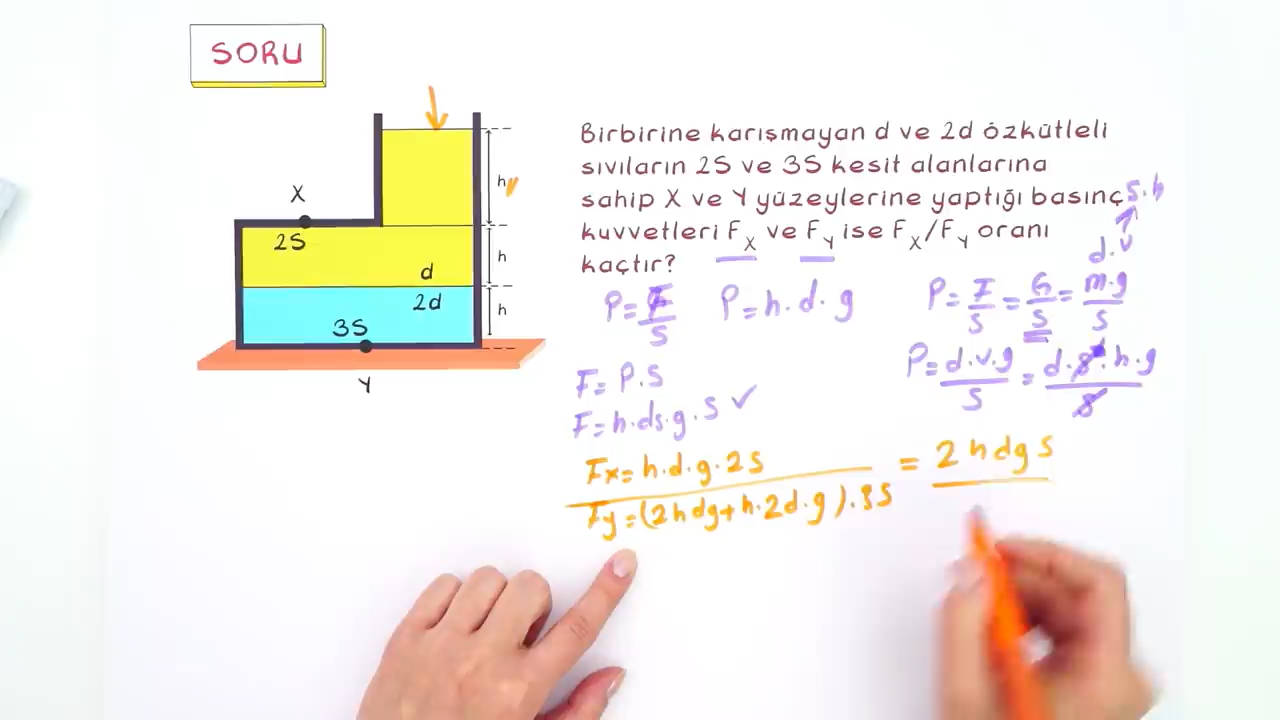 SORU
X
2S
h
h
h
d
2d
3S
Y
Birbirine karışmayan d ve 2d özkütleli
sıvıların 2S ve 3S kesit alanlarına
sahip X ve Y yüzeylerine yaptığı basınç
kuvvetleri FX ve FY ise FX/FY oranı
kaçtır?
S.h
d.v
P=F/S P=h.d.g
P=F/S=G/S=m.g/S
P=d.v.g/S=d.S.h.g/S
F=P.S
F=h.d.g.S ✓
Fx=h.d.g.2S = 2hdgS
Fy=(2hdg+h.2d.g).3S